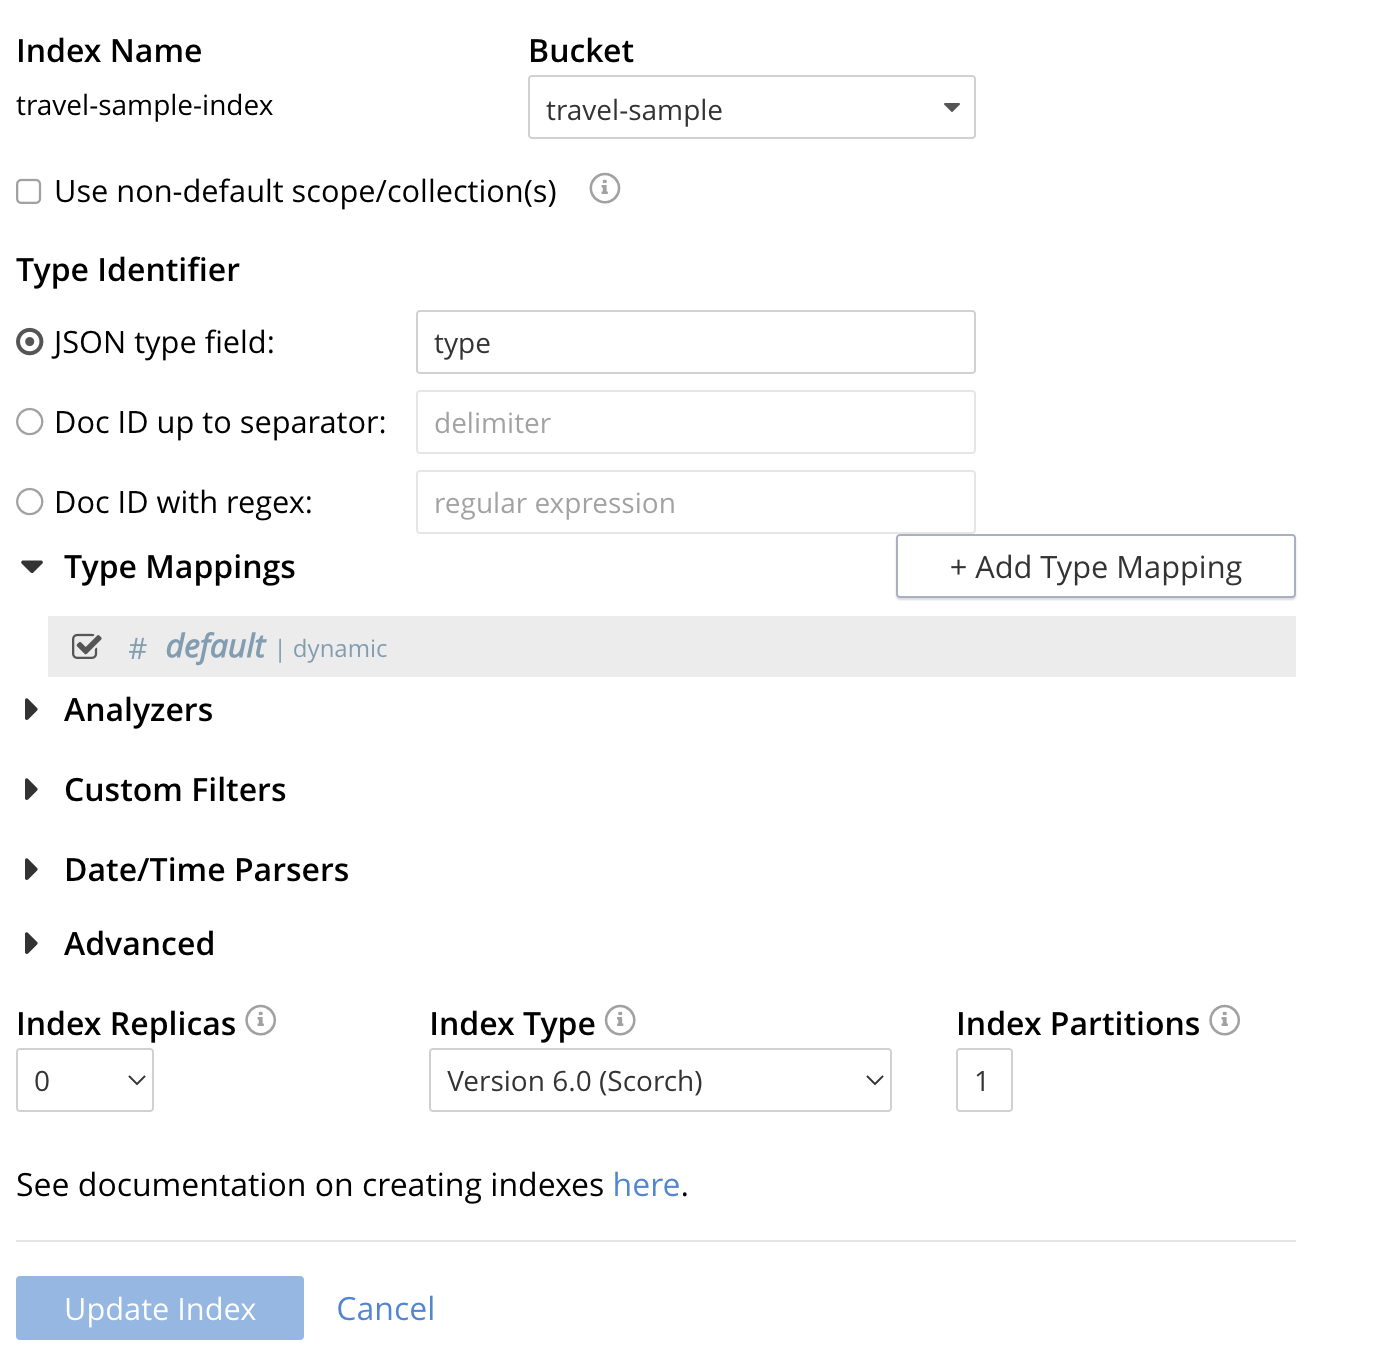 Index Name Bucket
travel-sample-index travel-sample
Use non-default scope/collection(s)
Type Identifier
JSON type field: type
Doc ID up to separator: delimiter
Doc ID with regex: regular expression
Type Mappings + Add Type Mapping
# default | dynamic
Analyzers
Custom Filters
Date/Time Parsers
Advanced
Index Replicas Index Type Index Partitions
0 Version 6.0 (Scorch) 1
See documentation on creating indexes here.
Update Index Cancel